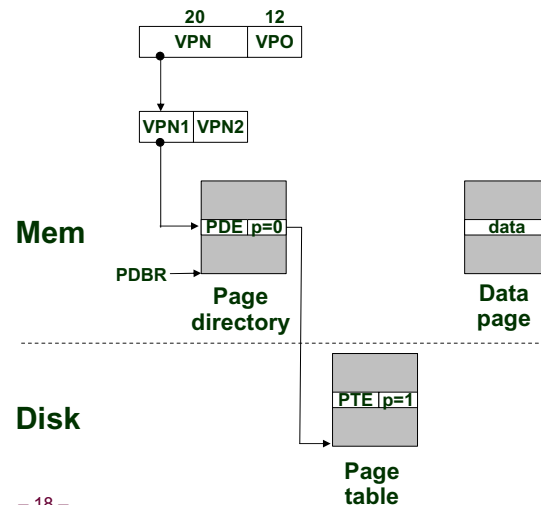 20 12
VPN VPO
VPN1 VPN2
Mem
PDE p=0
data
PDBR
Page
directory
Data
page
Disk
PTE p=1
Page
table
– 18 –